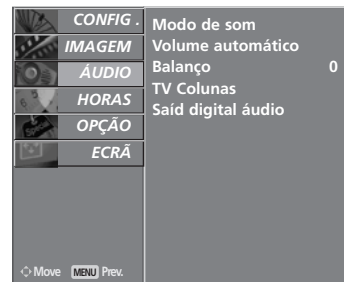 CONFIG .
IMAGEM
ÁUDIO
HORAS
OPÇÃO
ECRÃ
Modo de som
Volume automático
Balanço 0
TV Colunas
Saíd digital áudio
Move MENU Prev.